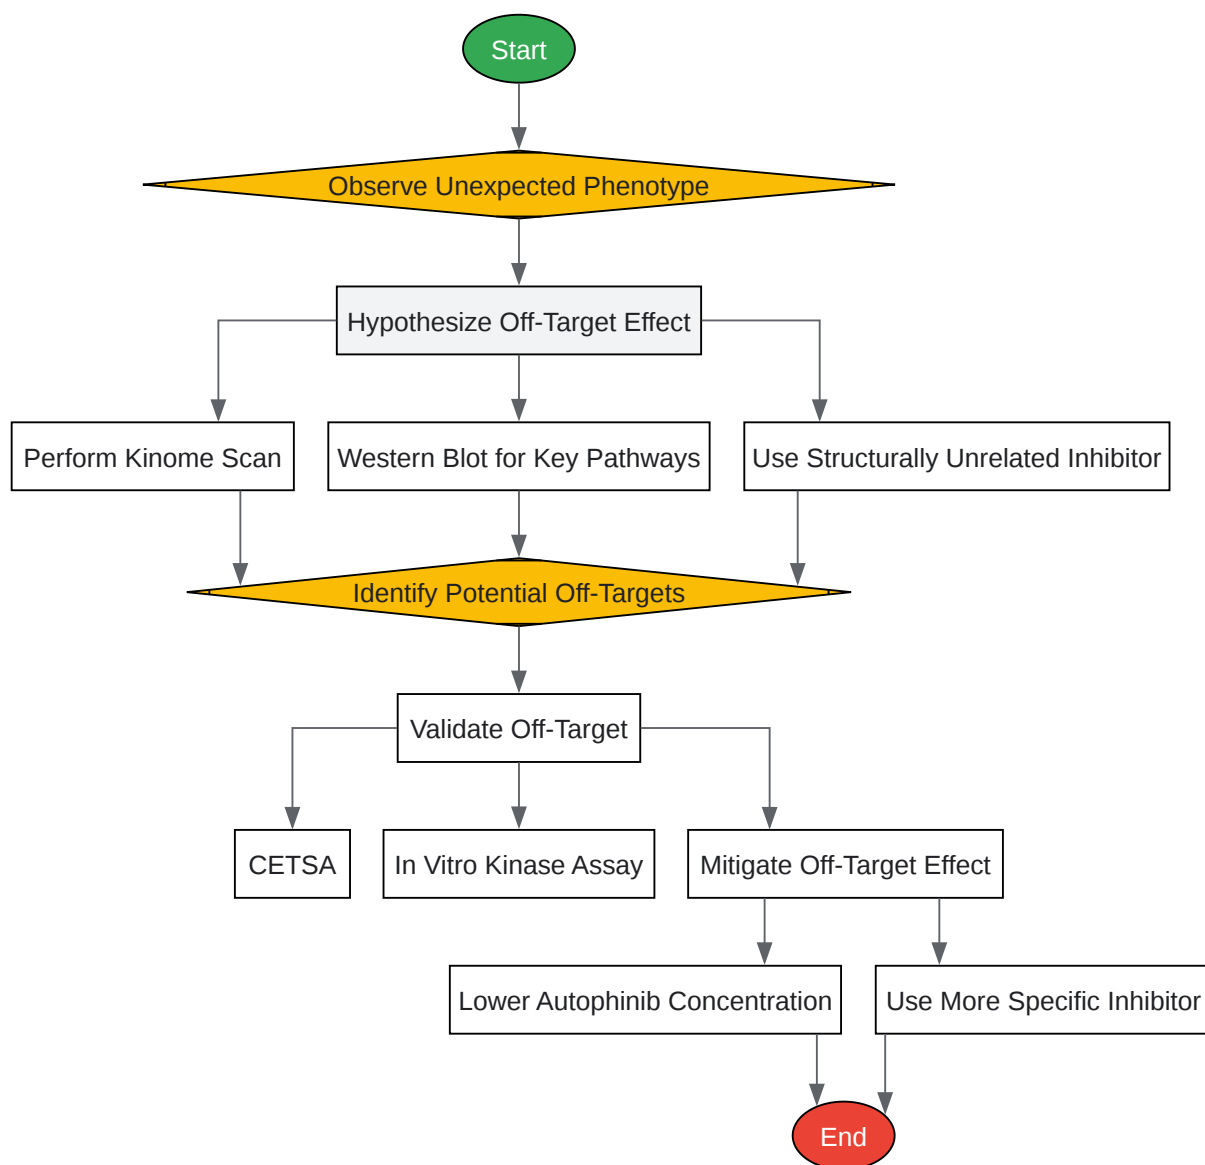 Start
Observe Unexpected Phenotype
Hypothesize Off-Target Effect
Perform Kinome Scan
Western Blot for Key Pathways
Use Structurally Unrelated Inhibitor
Identify Potential Off-Targets
Validate Off-Target
CETSA
In Vitro Kinase Assay
Mitigate Off-Target Effect
Lower Autophinib Concentration
Use More Specific Inhibitor
End